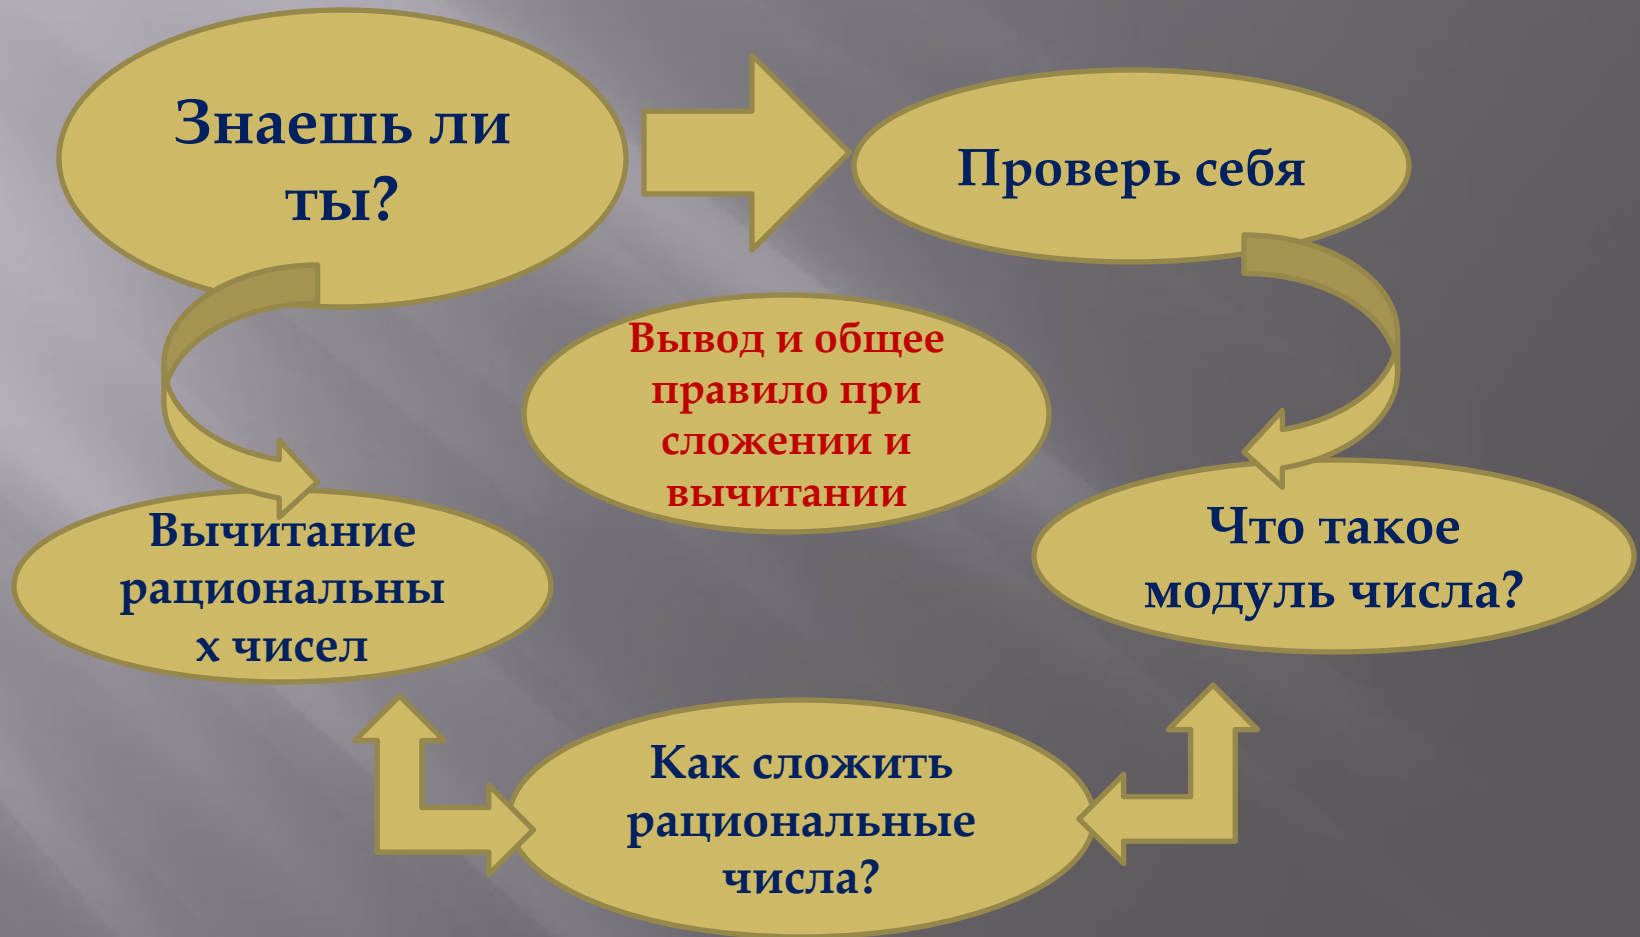 Знаешь ли
ты?
Проверь себя
Вывод и общее
правило при
сложении и
вычитании
Вычитание
рациональны
х чисел
Что такое
модуль числа?
Как сложить
рациональные
числа?